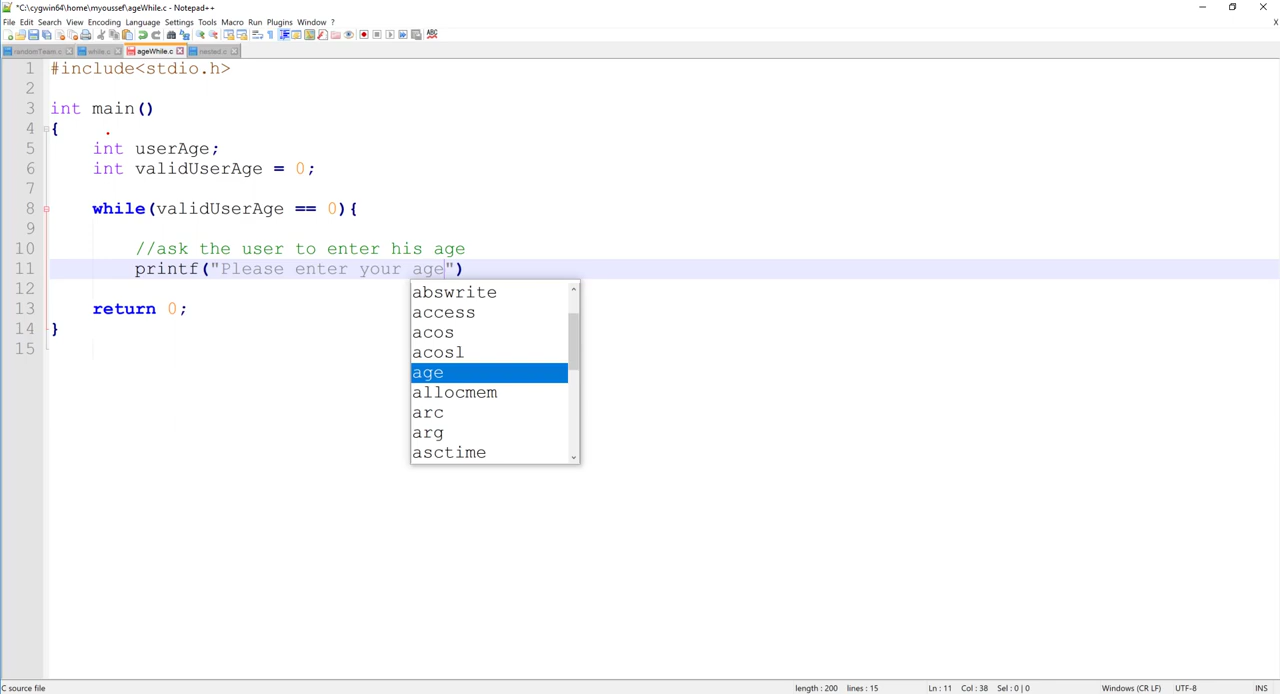 *C:\cygwin64\home\myoussef\ageWhile.c - Notepad++
File Edit Search View Encoding Language Settings Tools Macro Run Plugins Window ? X
randomTeam.c while.c ageWhile.c nested.c
1 #include<stdio.h>
2
3 int main()
4 {
5 int userAge;
6 int validUserAge = 0;
7
8 while(validUserAge == 0){
9
10 //ask the user to enter his age
11 printf("Please enter your age")
12
13 return 0;
14 }
15
abswrite
access
acos
acosl
age
allocmem
arc
arg
asctime
C source file length : 200 lines : 15 Ln : 11 Col : 38 Sel : 0 | 0 Windows (CR LF) UTF-8 INS